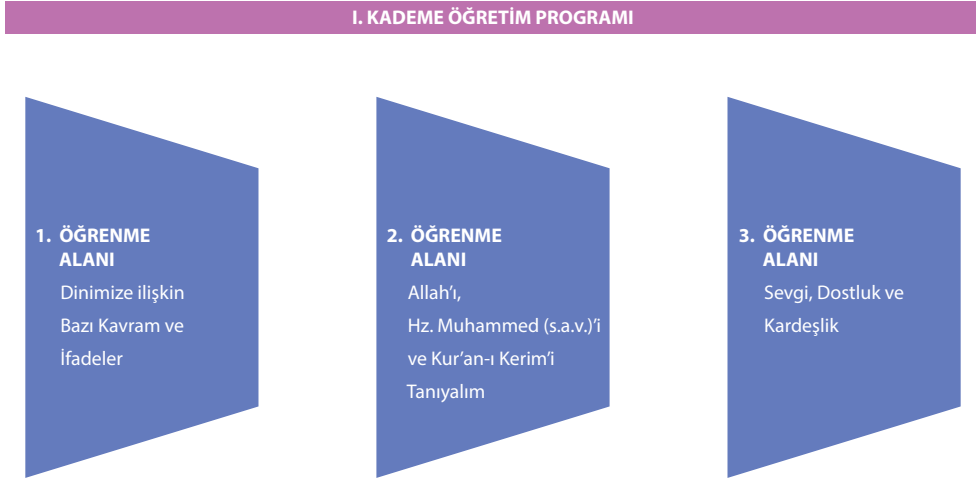 I. KADEME ÖĞRETİM PROGRAMI
1. ÖĞRENME
ALANI
Dinimize ilişkin
Bazı Kavram ve
İfadeler
2. ÖĞRENME
ALANI
Allah’ı,
Hz. Muhammed (s.a.v.)’i
ve Kur’an-ı Kerim’i
Tanıyalım
3. ÖĞRENME
ALANI
Sevgi, Dostluk ve
Kardeşlik